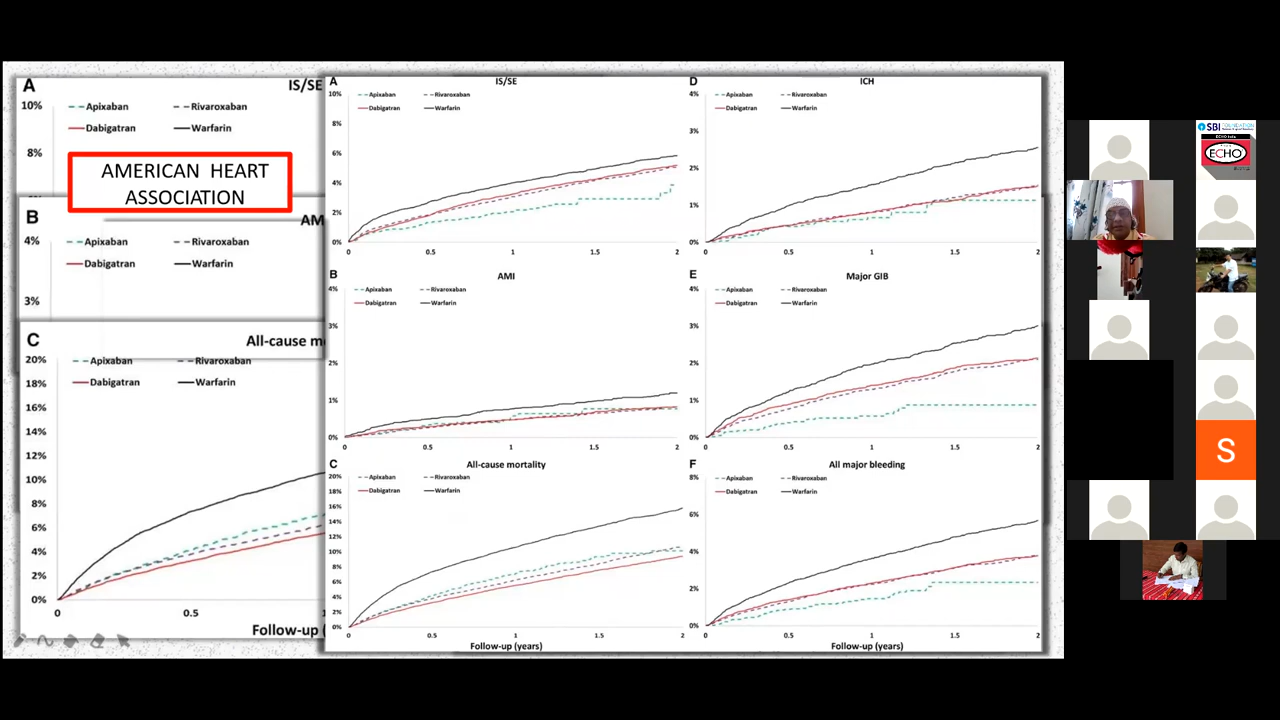 A
IS/SE
10%
Apixaban
Rivaroxaban
Dabigatran
Warfarin
8%
AMERICAN HEART
ASSOCIATION
B
AM
4%
Apixaban
Rivaroxaban
Dabigatran
Warfarin
3%
C
All-cause mo
20%
Apixaban
Rivaroxaban
18%
Dabigatran
Warfarin
16%
14%
12%
10%
8%
6%
4%
2%
0%
0
0.5
1
Follow-up (
A
IS/SE
10%
Apixaban
Rivaroxaban
Dabigatran
Warfarin
8%
6%
4%
2%
0%
0
0.5
1
1.5
2
B
AMI
4%
Apixaban
Rivaroxaban
Dabigatran
Warfarin
3%
2%
1%
0%
0
0.5
1
1.5
2
C
All-cause mortality
20%
Apixaban
Rivaroxaban
18%
Dabigatran
Warfarin
16%
14%
12%
10%
8%
6%
4%
2%
0%
0
0.5
1
1.5
2
Follow-up (years)
D
ICH
4%
Apixaban
Rivaroxaban
Dabigatran
Warfarin
3%
2%
1%
0%
0
0.5
1
1.5
2
E
Major GIB
4%
Apixaban
Rivaroxaban
Dabigatran
Warfarin
3%
2%
1%
0%
0
0.5
1
1.5
2
F
All major bleeding
8%
Apixaban
Rivaroxaban
Dabigatran
Warfarin
6%
4%
2%
0%
0
0.5
1
1.5
2
Follow-up (years)
SBI FOUNDATION
ECHO India
ECHO
S